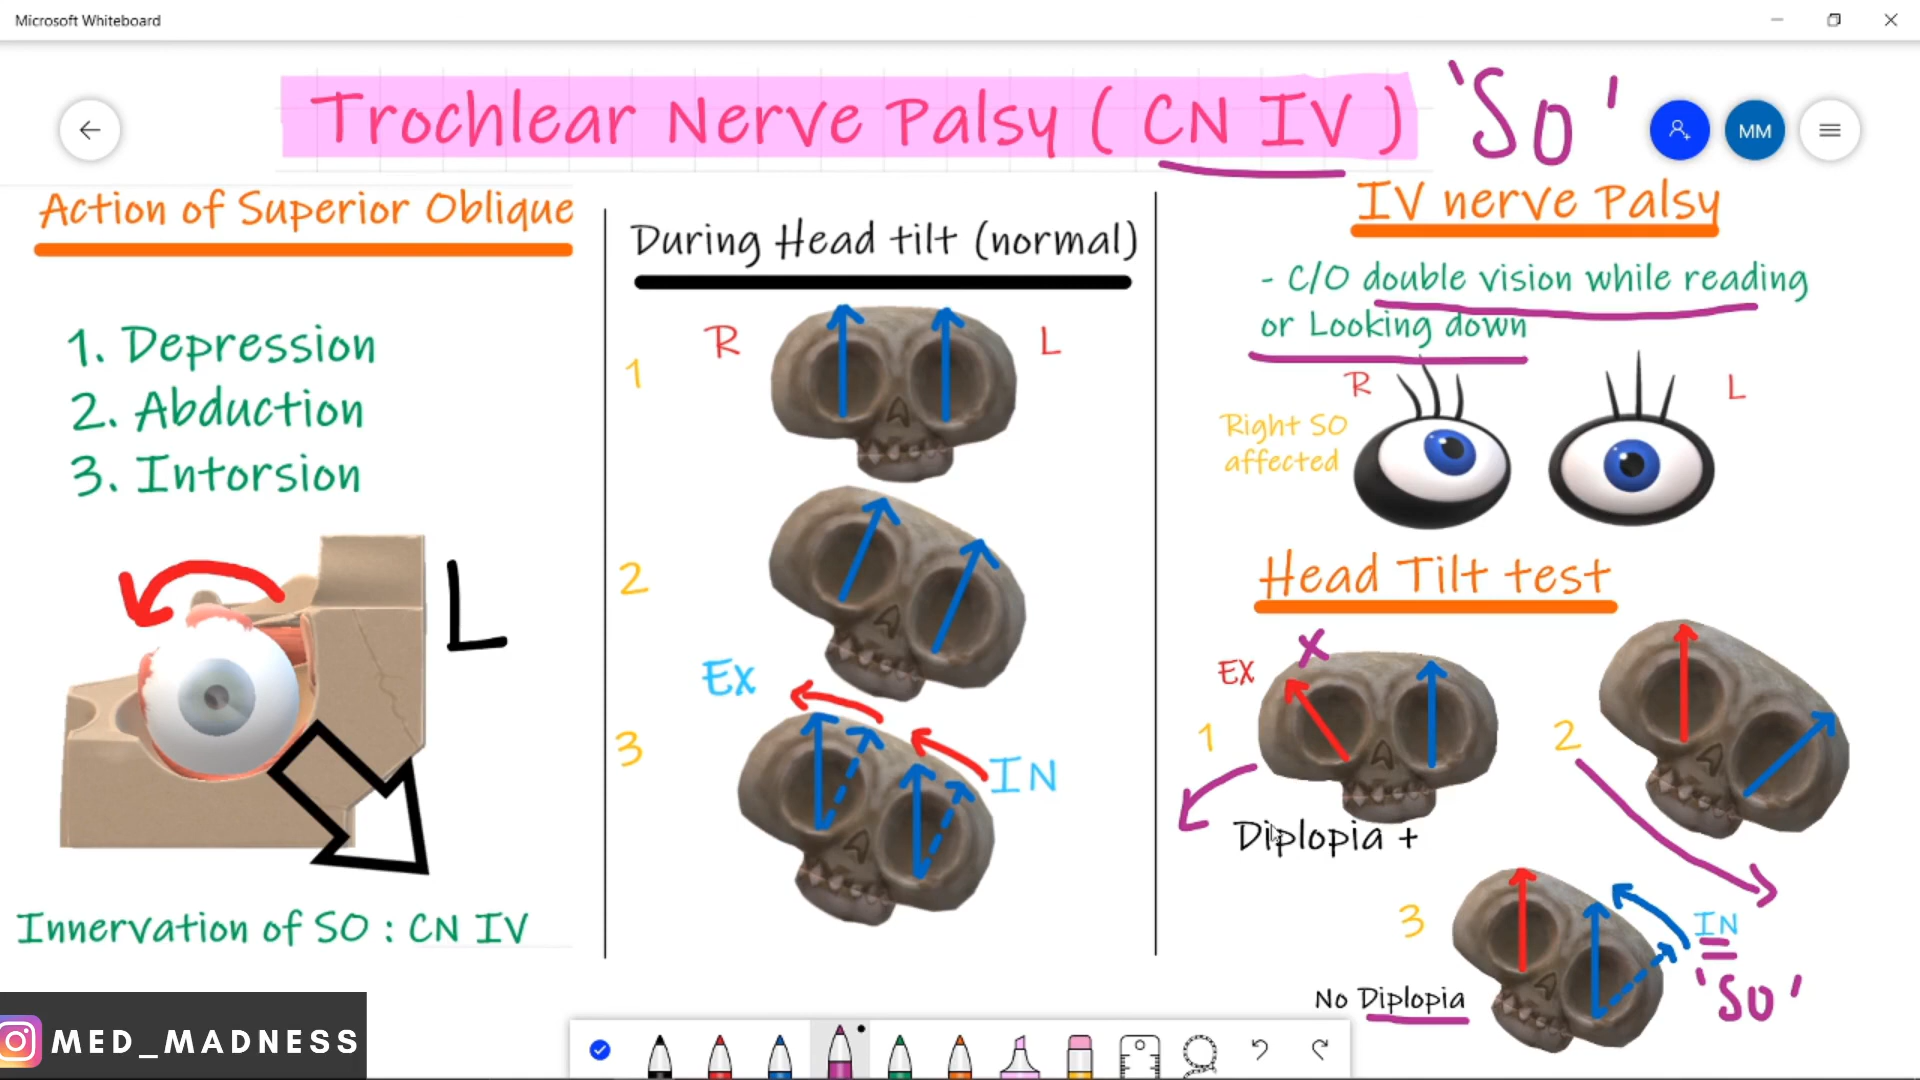 Microsoft Whiteboard
Trochlear Nerve Palsy ( CN IV )
'SO'
MM
Action of Superior Oblique
1. Depression
2. Abduction
3. Intorsion
L
Innervation of SO : CN IV
MED_MADNESS
During Head tilt (normal)
R
L
1
2
Ex
3
IN
IV nerve Palsy
- C/O double vision while reading
or Looking down
R
L
Right SO
affected
Head Tilt test
X
EX
1
2
Diplopia +
3
IN
'SO'
No Diplopia